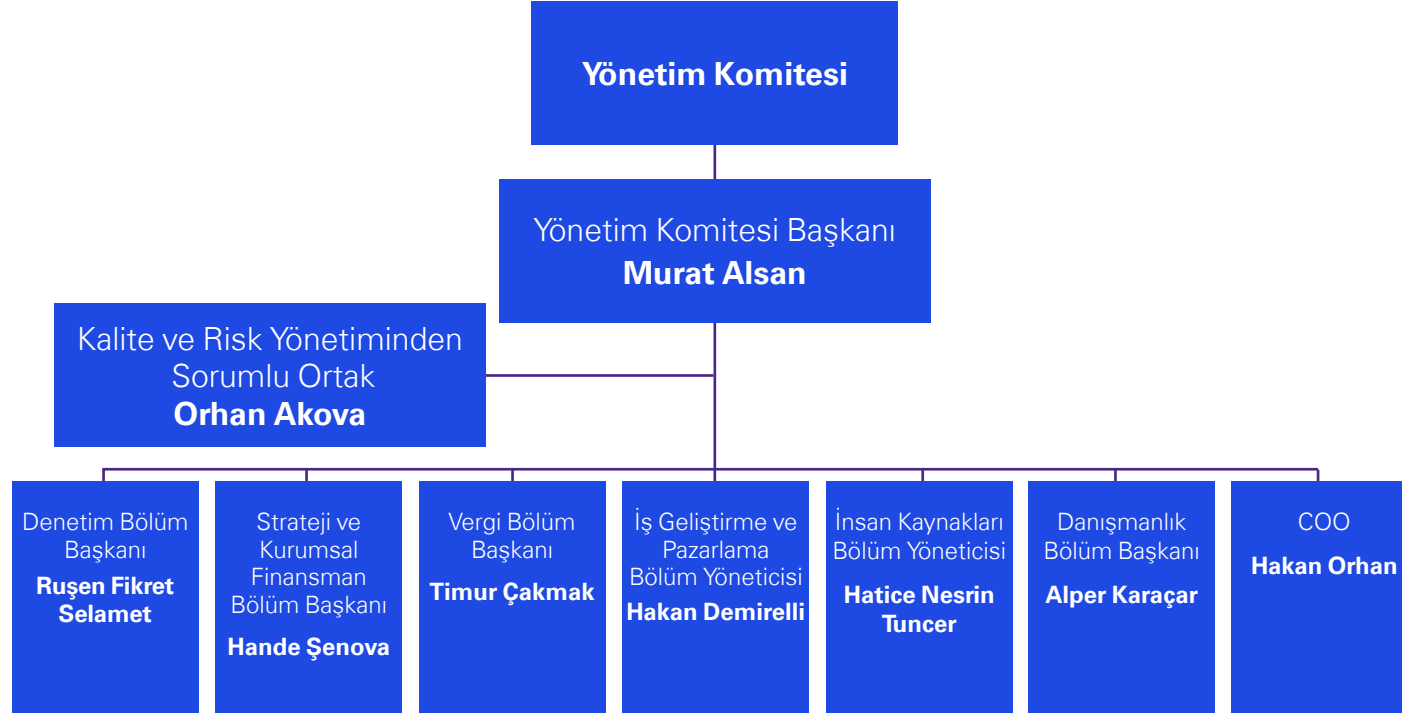 Yönetim Komitesi
Yönetim Komitesi Başkanı
Murat Alsan
Kalite ve Risk Yönetiminden
Sorumlu Ortak
Orhan Akova
Denetim Bölüm
Başkanı
Ruşen Fikret
Selamet
Strateji ve
Kurumsal
Finansman
Bölüm Başkanı
Hande Şenova
Vergi Bölüm
Başkanı
Timur Çakmak
İş Geliştirme ve
Pazarlama
Bölüm Yöneticisi
Hakan Demirelli
İnsan Kaynakları
Bölüm Yöneticisi
Hatice Nesrin
Tuncer
Danışmanlık
Bölüm Başkanı
Alper Karaçar
COO
Hakan Orhan